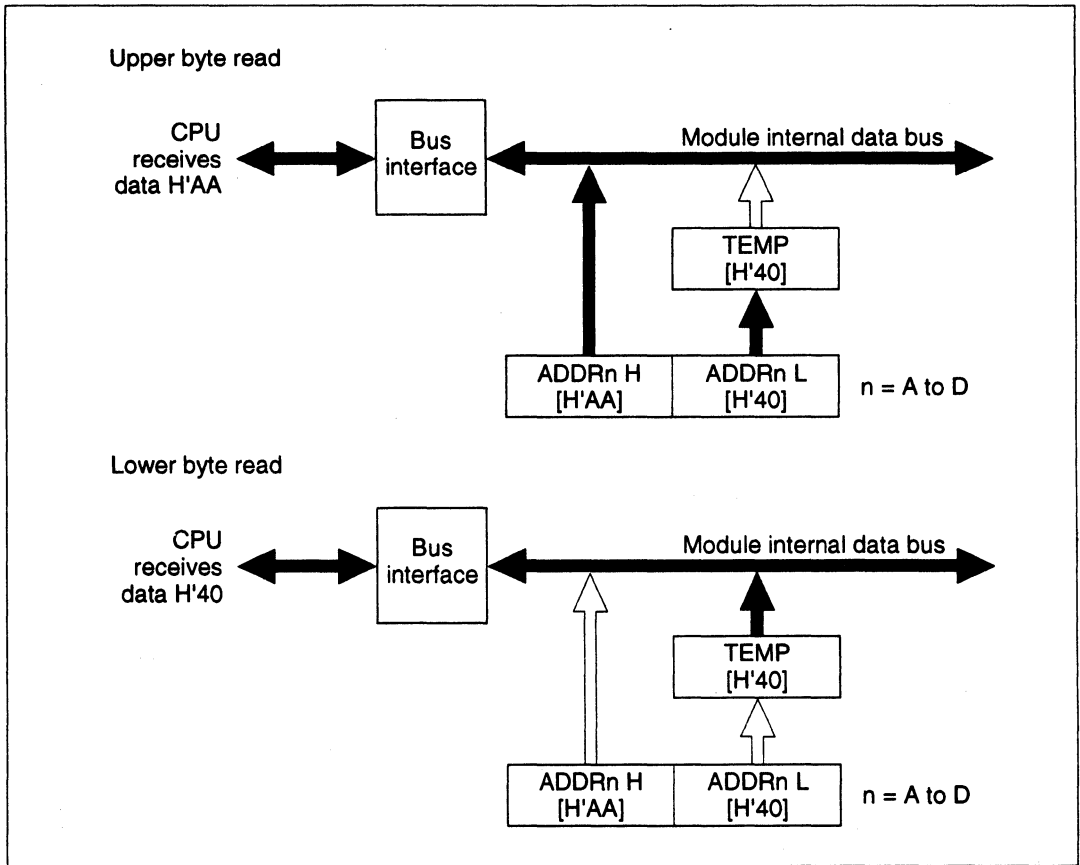 Upper byte read
CPU
receives
data H'AA
Bus
interface
Module internal data bus
TEMP
[H'40]
ADDRn H
[H'AA]
ADDRn L
[H'40]
n = A to D
Lower byte read
CPU
receives
data H'40
Bus
interface
Module internal data bus
TEMP
[H'40]
ADDRn H
[H'AA]
ADDRn L
[H'40]
n = A to D